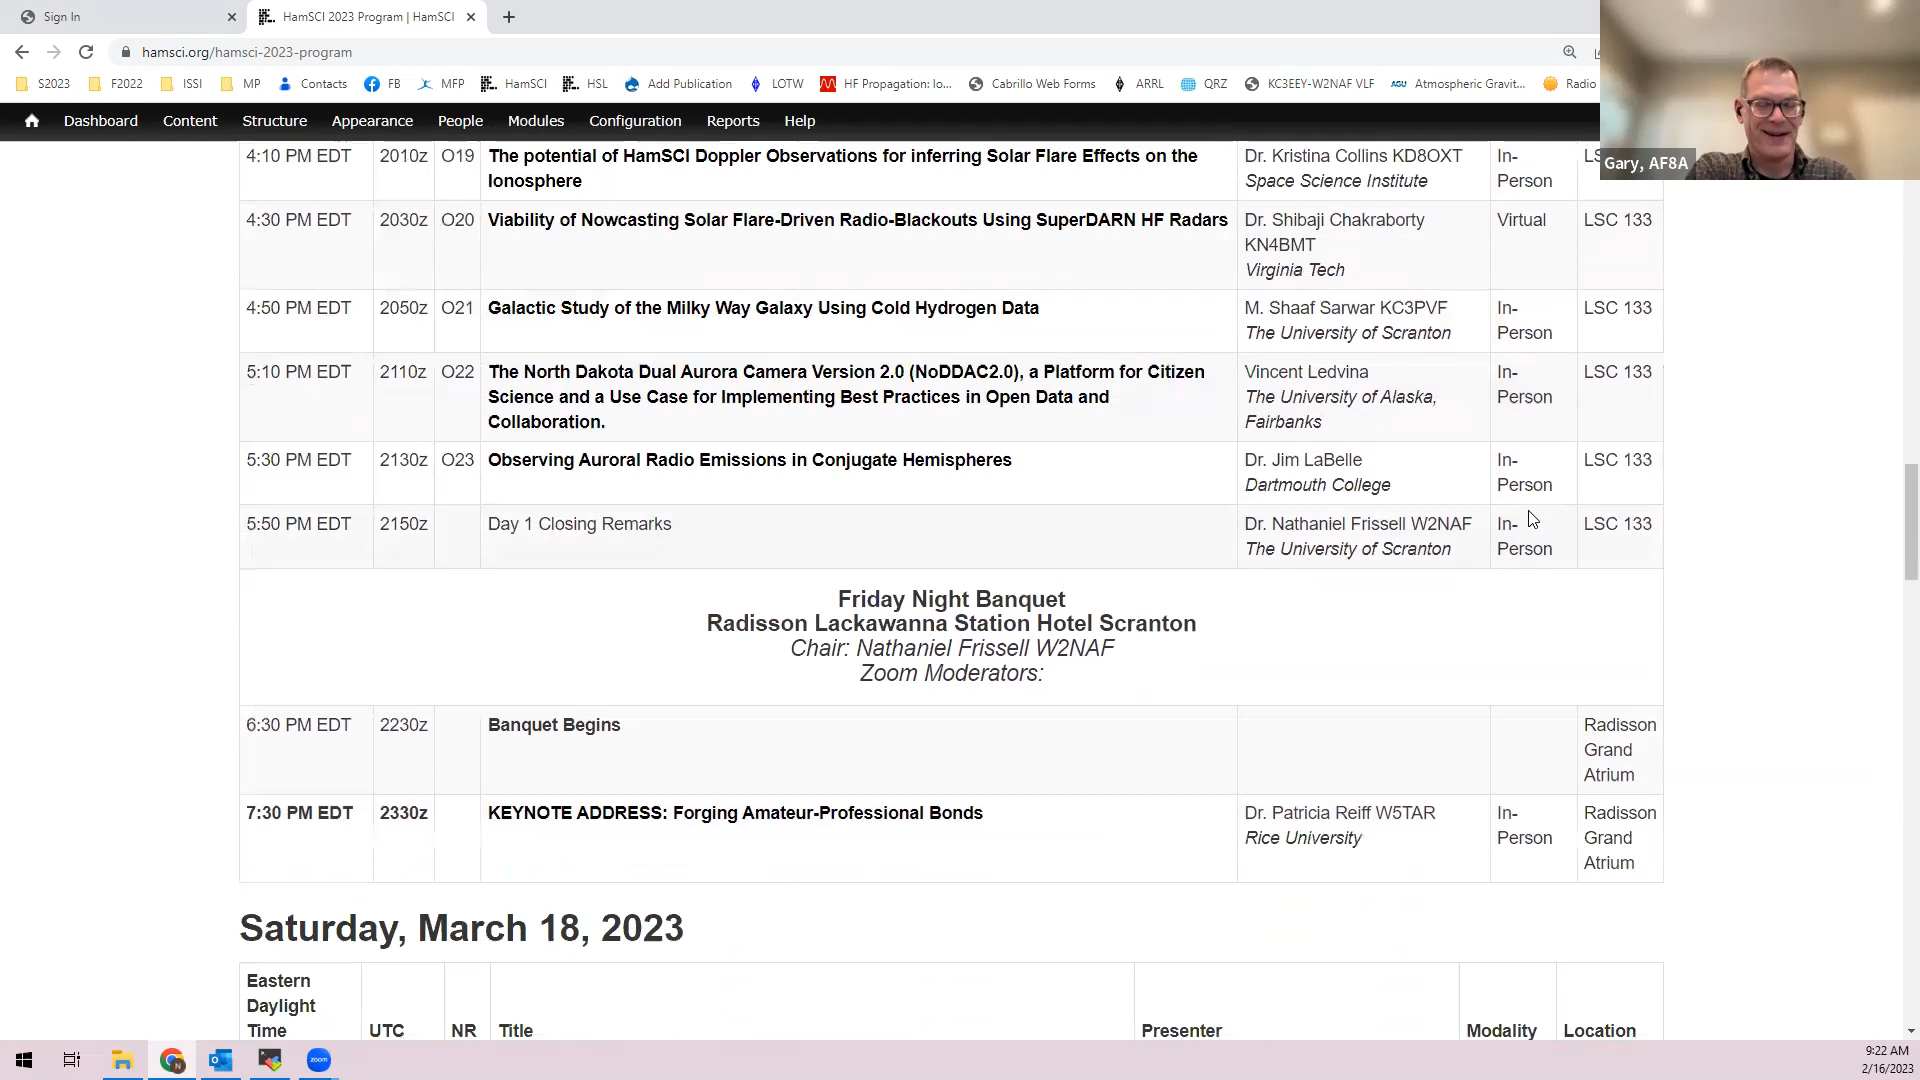 Sign In
HamSCI 2023 Program | HamSCI
hamsci.org/hamsci-2023-program
S2023 F2022 ISSI MP Contacts FB MFP HamSCI HSL Add Publication LOTW HF Propagation: Io... Cabrillo Web Forms ARRL QRZ KC3EEY-W2NAF VLF AGU Atmospheric Gravit... Radio
Dashboard Content Structure Appearance People Modules Configuration Reports Help
Gary, AF8A
4:10 PM EDT 2010z O19 The potential of HamSCI Doppler Observations for inferring Solar Flare Effects on the Dr. Kristina Collins KD8OXT In-
Ionosphere Space Science Institute Person
4:30 PM EDT 2030z O20 Viability of Nowcasting Solar Flare-Driven Radio-Blackouts Using SuperDARN HF Radars Dr. Shibaji Chakraborty Virtual LSC 133
KN4BMT
Virginia Tech
4:50 PM EDT 2050z O21 Galactic Study of the Milky Way Galaxy Using Cold Hydrogen Data M. Shaaf Sarwar KC3PVF In- LSC 133
The University of Scranton Person
5:10 PM EDT 2110z O22 The North Dakota Dual Aurora Camera Version 2.0 (NoDDAC2.0), a Platform for Citizen Vincent Ledvina In- LSC 133
Science and a Use Case for Implementing Best Practices in Open Data and The University of Alaska, Person
Collaboration. Fairbanks
5:30 PM EDT 2130z O23 Observing Auroral Radio Emissions in Conjugate Hemispheres Dr. Jim LaBelle In- LSC 133
Dartmouth College Person
5:50 PM EDT 2150z Day 1 Closing Remarks Dr. Nathaniel Frissell W2NAF In- LSC 133
The University of Scranton Person
Friday Night Banquet
Radisson Lackawanna Station Hotel Scranton
Chair: Nathaniel Frissell W2NAF
Zoom Moderators:
6:30 PM EDT 2230z Banquet Begins Radisson
Grand
Atrium
7:30 PM EDT 2330z KEYNOTE ADDRESS: Forging Amateur-Professional Bonds Dr. Patricia Reiff W5TAR In- Radisson
Rice University Person Grand
Atrium
Saturday, March 18, 2023
Eastern
Daylight
Time UTC NR Title Presenter Modality Location
zoom
9:22 AM
2/16/2023